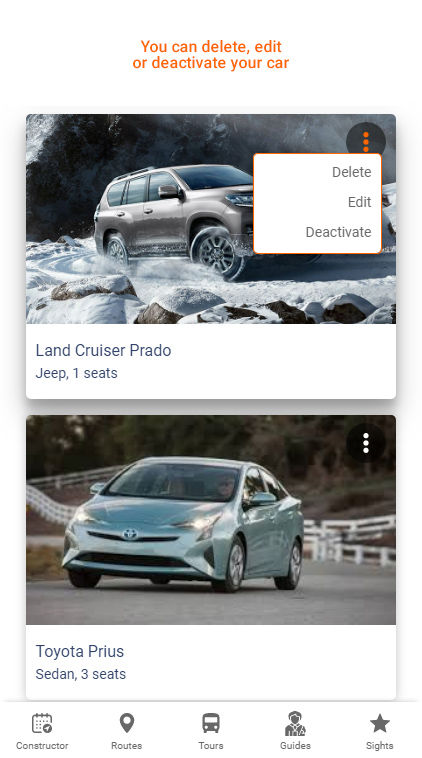 You can delete, edit
or deactivate your car
Delete
Edit
Deactivate
Land Cruiser Prado
Jeep, 1 seats
Toyota Prius
Sedan, 3 seats
Constructor
Routes
Tours
Guides
Sights